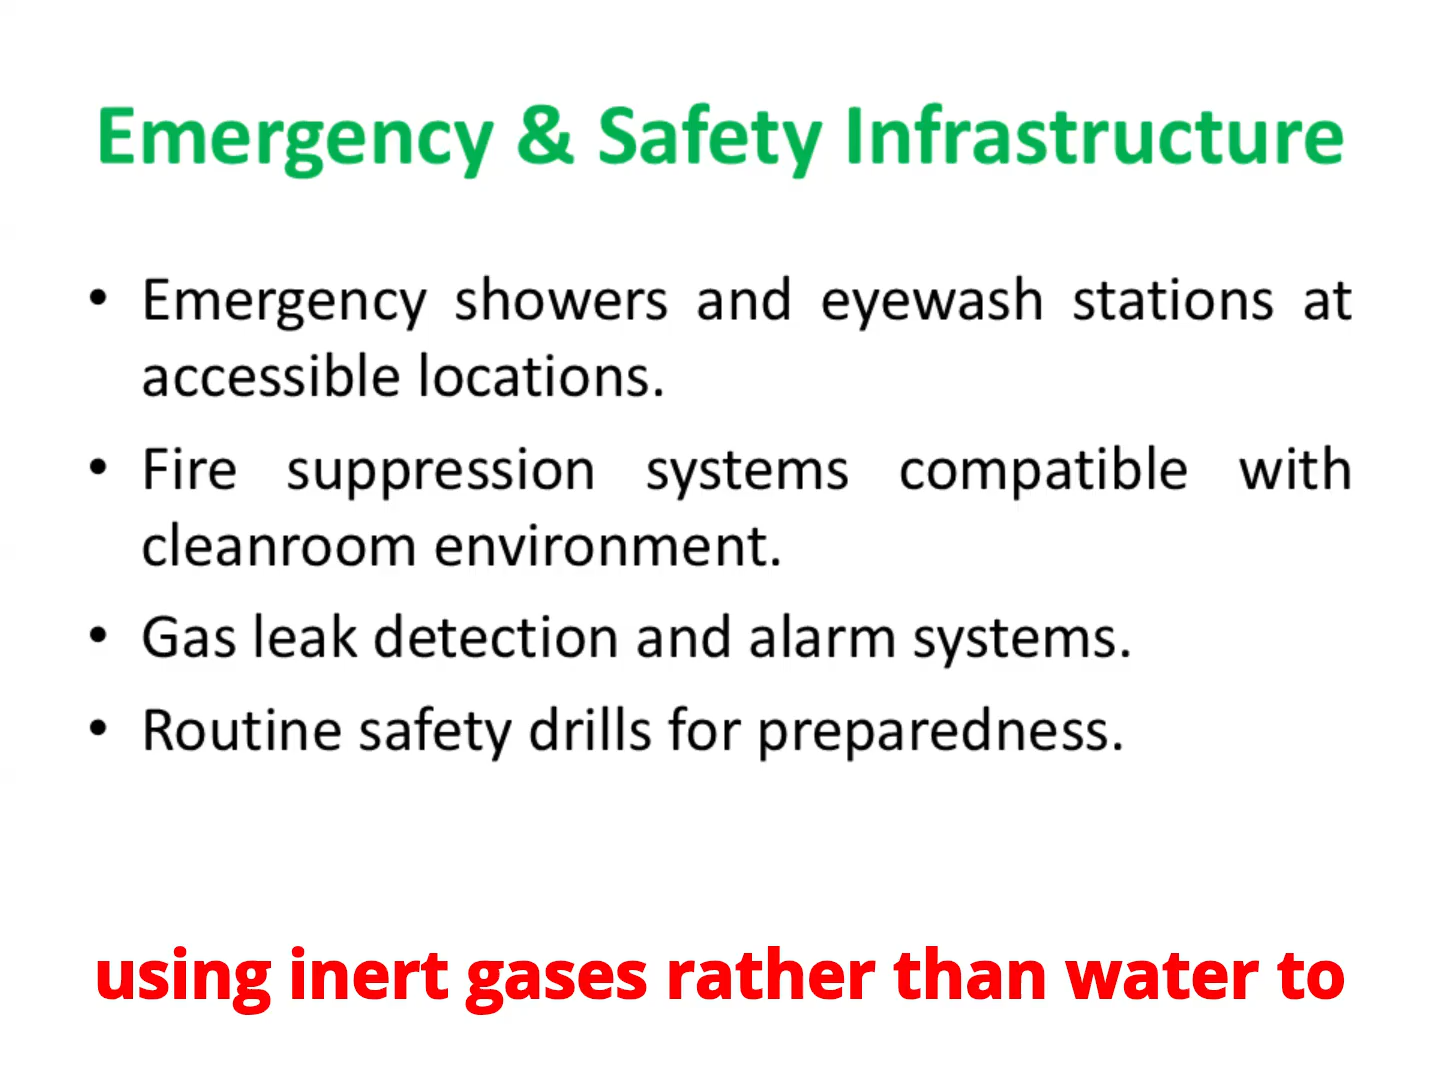 Emergency & Safety Infrastructure
• Emergency showers and eyewash stations at
accessible locations.
• Fire suppression systems compatible with
cleanroom environment.
• Gas leak detection and alarm systems.
• Routine safety drills for preparedness.
using inert gases rather than water to